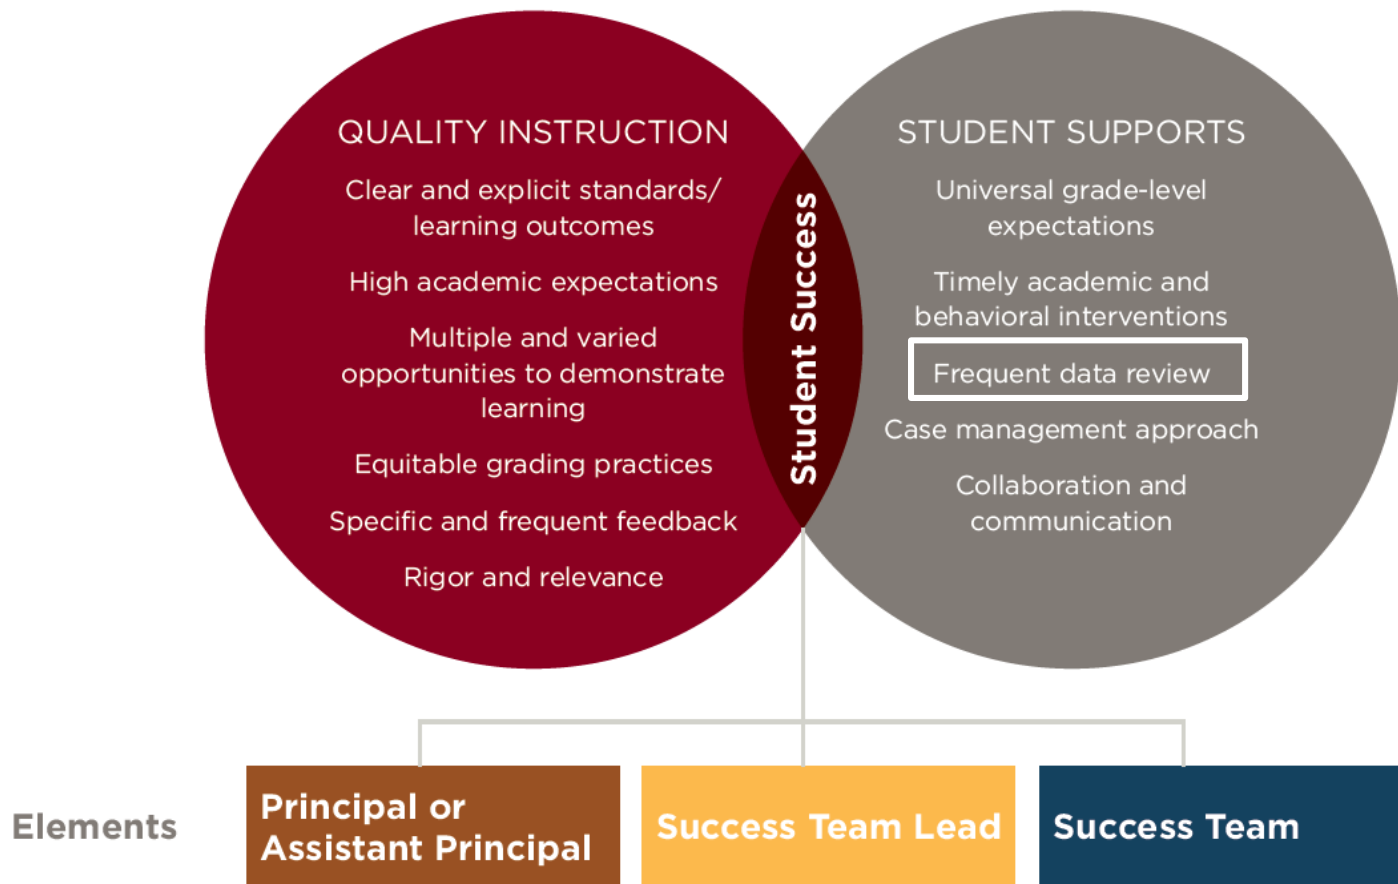 QUALITY INSTRUCTION
Clear and explicit standards/
learning outcomes
High academic expectations
Multiple and varied
opportunities to demonstrate
learning
Equitable grading practices
Specific and frequent feedback
Rigor and relevance
Student Success
STUDENT SUPPORTS
Universal grade-level
expectations
Timely academic and
behavioral interventions
Frequent data review
Case management approach
Collaboration and
communication
Elements
Principal or
Assistant Principal
Success Team Lead
Success Team